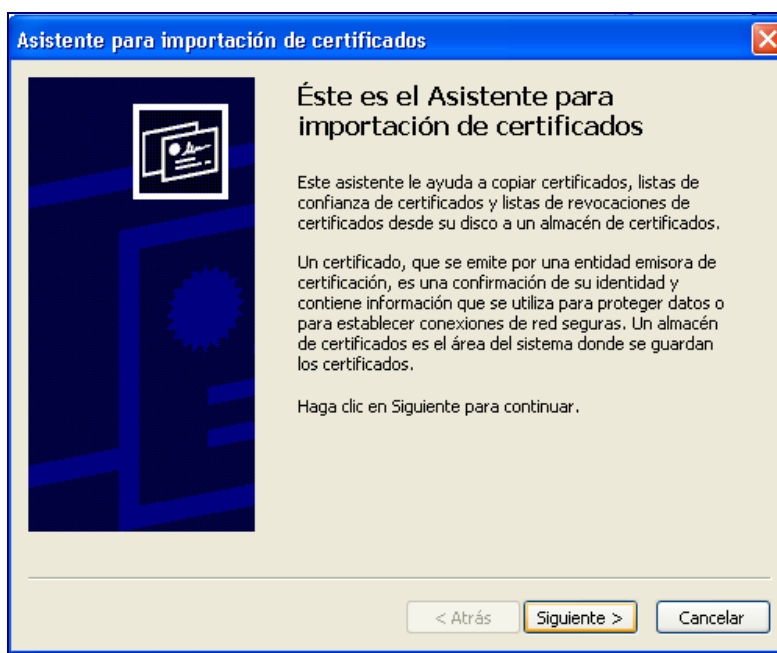 Asistente para importación de certificados
Éste es el Asistente para
importación de certificados
Este asistente le ayuda a copiar certificados, listas de
confianza de certificados y listas de revocaciones de
certificados desde su disco a un almacén de certificados.
Un certificado, que se emite por una entidad emisora de
certificación, es una confirmación de su identidad y
contiene información que se utiliza para proteger datos o
para establecer conexiones de red seguras. Un almacén
de certificados es el área del sistema donde se guardan
los certificados.
Haga clic en Siguiente para continuar.
< Atrás Siguiente > Cancelar